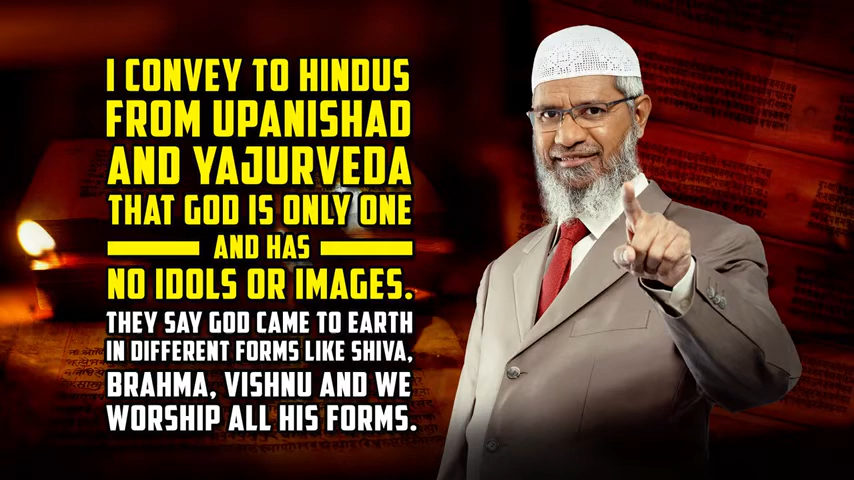 I CONVEY TO HINDUS
FROM UPANISHAD
AND YAJURVEDA
THAT GOD IS ONLY ONE
AND HAS
NO IDOLS OR IMAGES.
THEY SAY GOD CAME TO EARTH
IN DIFFERENT FORMS LIKE SHIVA,
BRAHMA, VISHNU AND WE
WORSHIP ALL HIS FORMS.